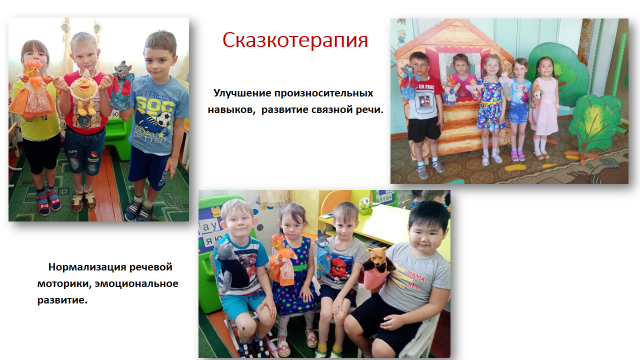 Сказкотерапия
Улучшение произносительных
навыков, развитие связной речи.
Нормализация речевой
моторики, эмоциональное
развитие.